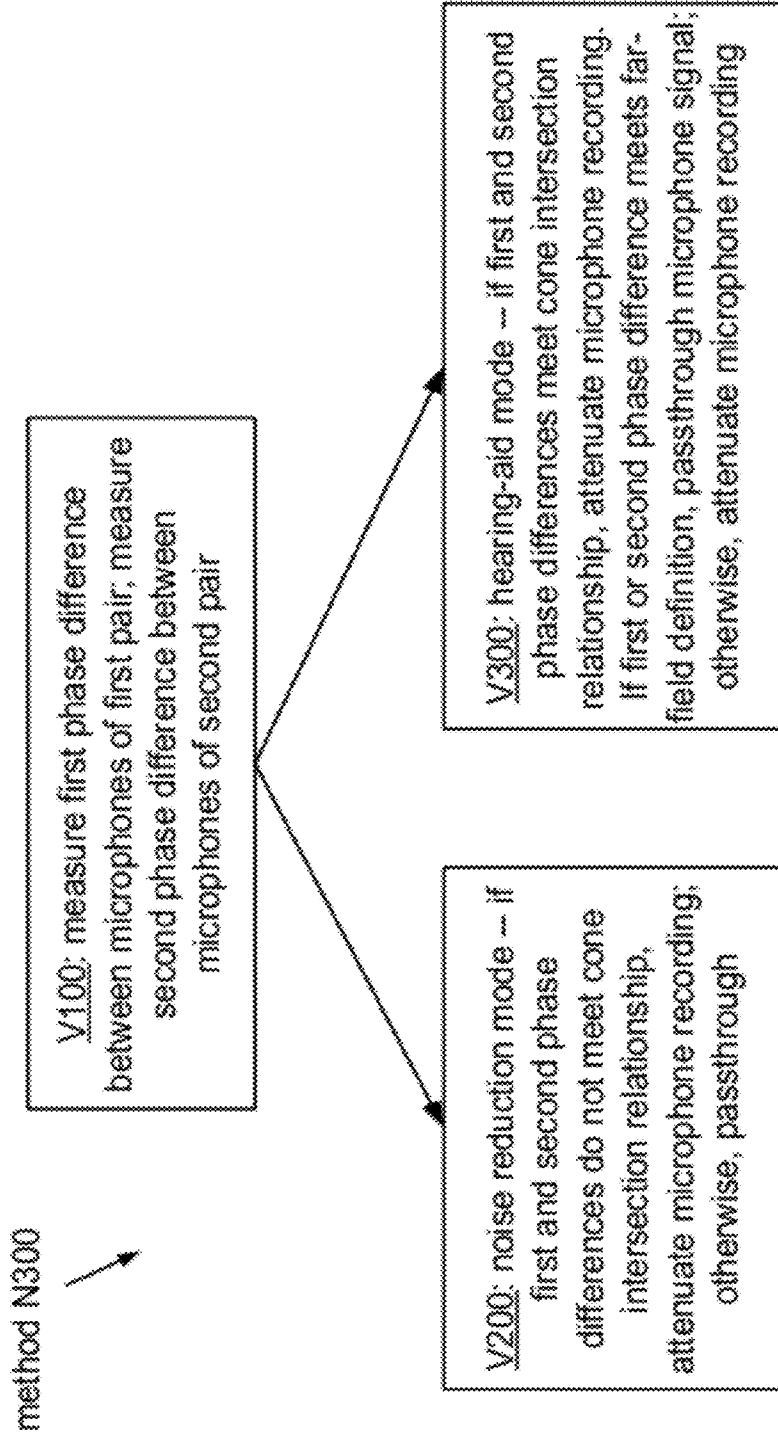 method N300
V100: measure first phase difference
between microphones of first pair; measure
second phase difference between
microphones of second pair
V200: noise reduction mode – if
first and second phase
differences do not meet cone
intersection relationship,
attenuate microphone recording;
otherwise, passthrough
V300: hearing-aid mode – if first and second
phase differences meet cone intersection
relationship, attenuate microphone recording.
If first or second phase difference meets far-
field definition, passthrough microphone signal;
otherwise, attenuate microphone recording